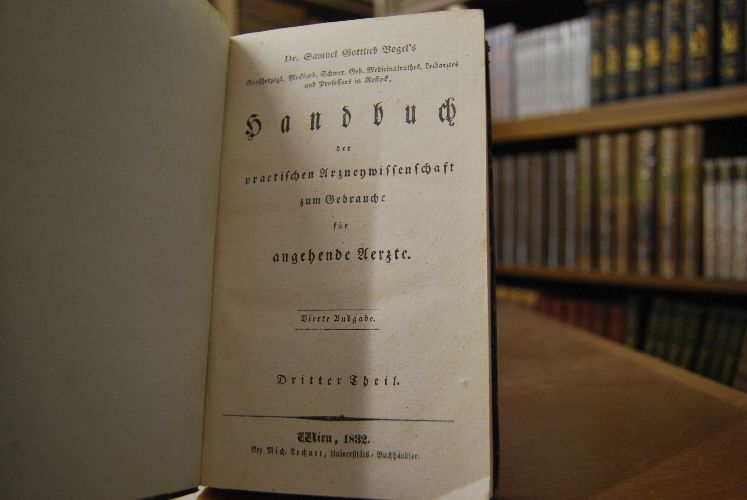 Dr. Samuel Gottlieb Vogel's
Großherzogl. Mecklenb. Schwer. Geh. Medicinalrathes, Leibarztes
und Professors in Rostock,
Handbuch
der
practischen Arzneywissenschaft
zum Gebrauche
für
angehende Aerzte.
Vierte Ausgabe.
Dritter Theil.
Wien, 1832.
Bey Mich. Lechner, Universitäts-Buchhändler.